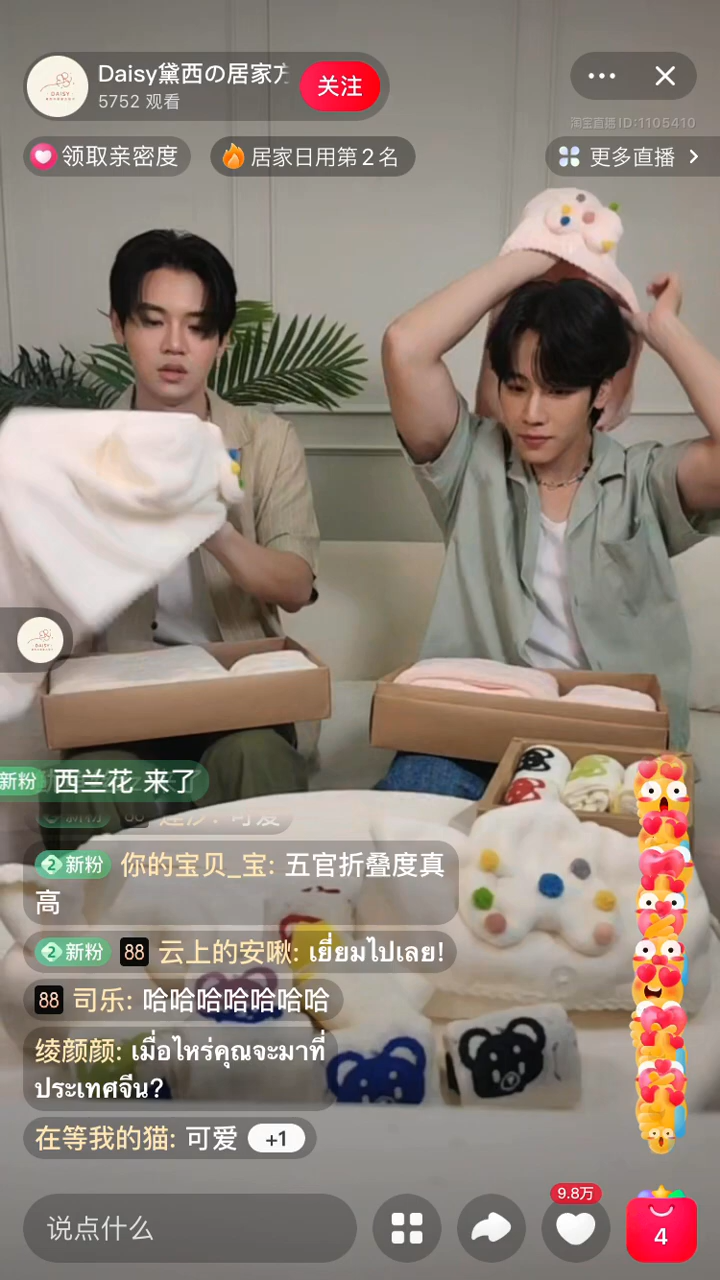 Daisy黛西の居家方
5752 观看
关注
淘宝直播ID:1105410
领取亲密度
居家日用第2名
更多直播
DAISY
新粉 西兰花 来了
2 新粉 你的宝贝_宝: 五官折叠度真
高
2 新粉 88 云上的安啾: เยี่ยมไปเลย!
88 司乐: 哈哈哈哈哈哈哈
绫颜颜: เมื่อไหร่คุณจะมาที่
ประเทศจีน?
在等我的猫: 可爱 +1
说点什么
9.8万
4